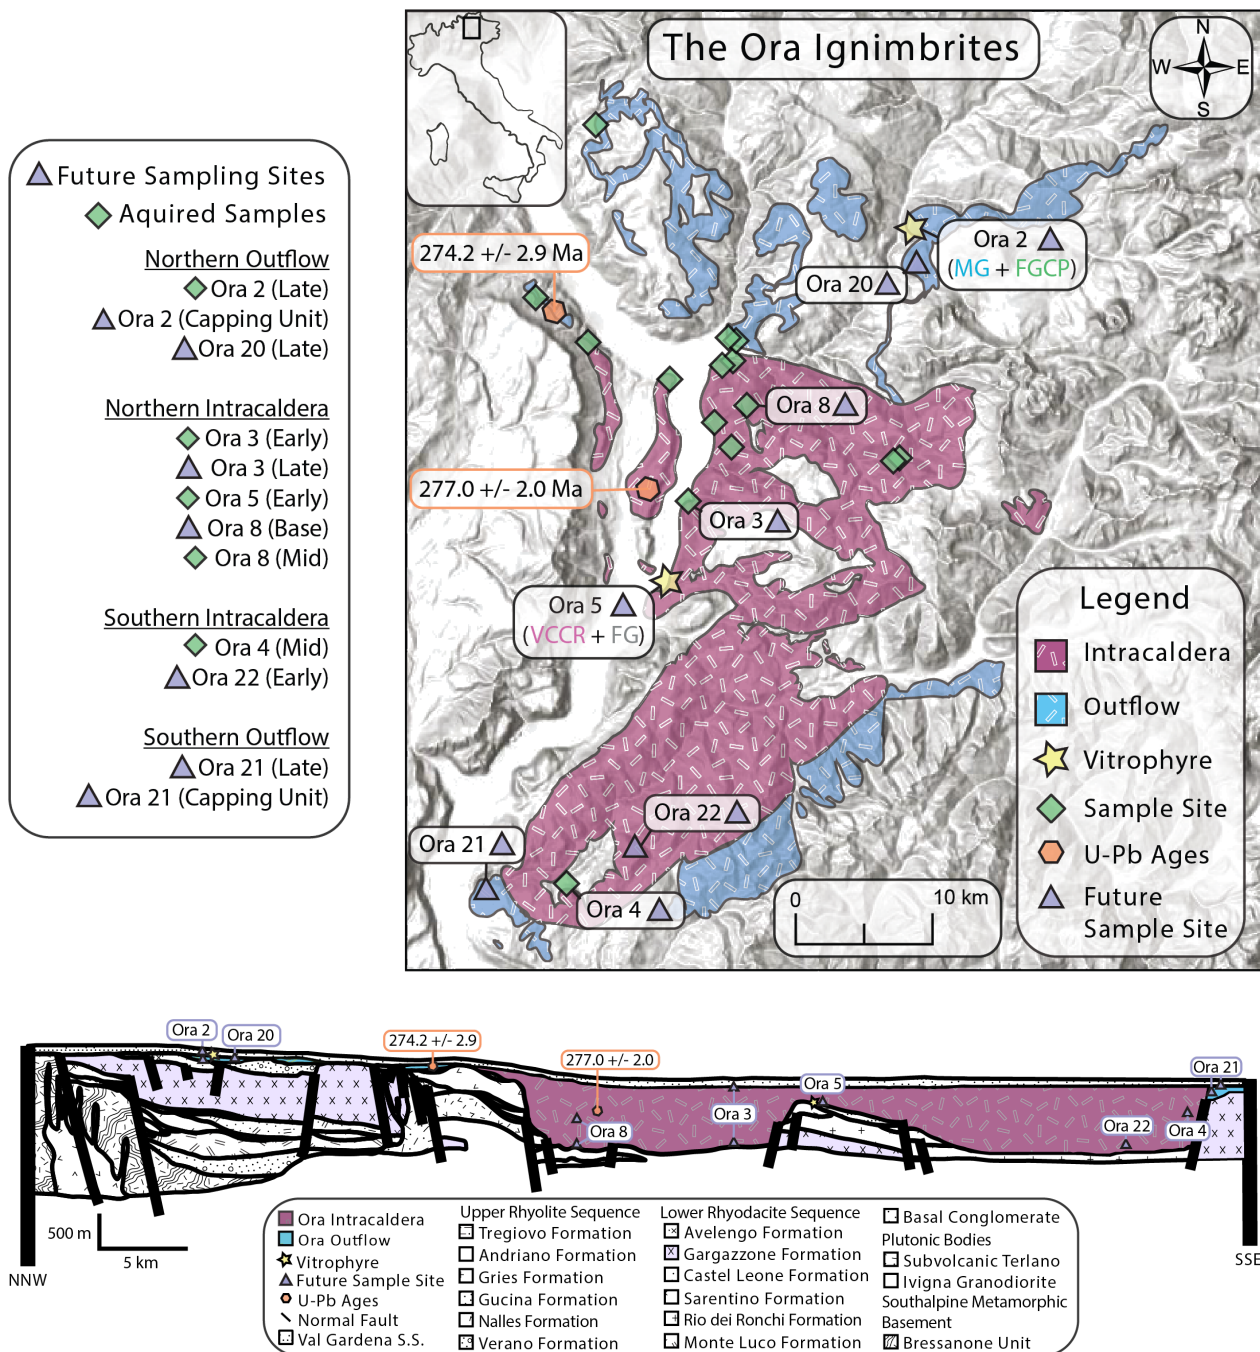 The Ora Ignimbrites
N
W E
S
Future Sampling Sites
Aquired Samples
Northern Outflow
Ora 2 (Late)
Ora 2 (Capping Unit)
Ora 20 (Late)
Northern Intracaldera
Ora 3 (Early)
Ora 3 (Late)
Ora 5 (Early)
Ora 8 (Base)
Ora 8 (Mid)
Southern Intracaldera
Ora 4 (Mid)
Ora 22 (Early)
Southern Outflow
Ora 21 (Late)
Ora 21 (Capping Unit)
274.2 +/- 2.9 Ma
Ora 2
(MG + FGCP)
Ora 20
Ora 8
277.0 +/- 2.0 Ma
Ora 3
Ora 5
(VCCR + FG)
Ora 22
Ora 21
Ora 4
0 10 km
Legend
Intracaldera
Outflow
Vitrophyre
Sample Site
U-Pb Ages
Future
Sample Site
Ora 2
Ora 20
274.2 +/- 2.9
277.0 +/- 2.0
Ora 8
Ora 3
Ora 5
Ora 22
Ora 4
Ora 21
500 m
5 km
NNW
SSE
Ora Intracaldera
Ora Outflow
Vitrophyre
Future Sample Site
U-Pb Ages
Normal Fault
Val Gardena S.S.
Upper Rhyolite Sequence
Tregiovo Formation
Andriano Formation
Gries Formation
Gucina Formation
Nalles Formation
Verano Formation
Lower Rhyodacite Sequence
Avelengo Formation
Gargazzone Formation
Castel Leone Formation
Sarentino Formation
Rio dei Ronchi Formation
Monte Luco Formation
Basal Conglomerate
Plutonic Bodies
Subvolcanic Terlano
Ivigna Granodiorite
Southalpine Metamorphic
Basement
Bressanone Unit